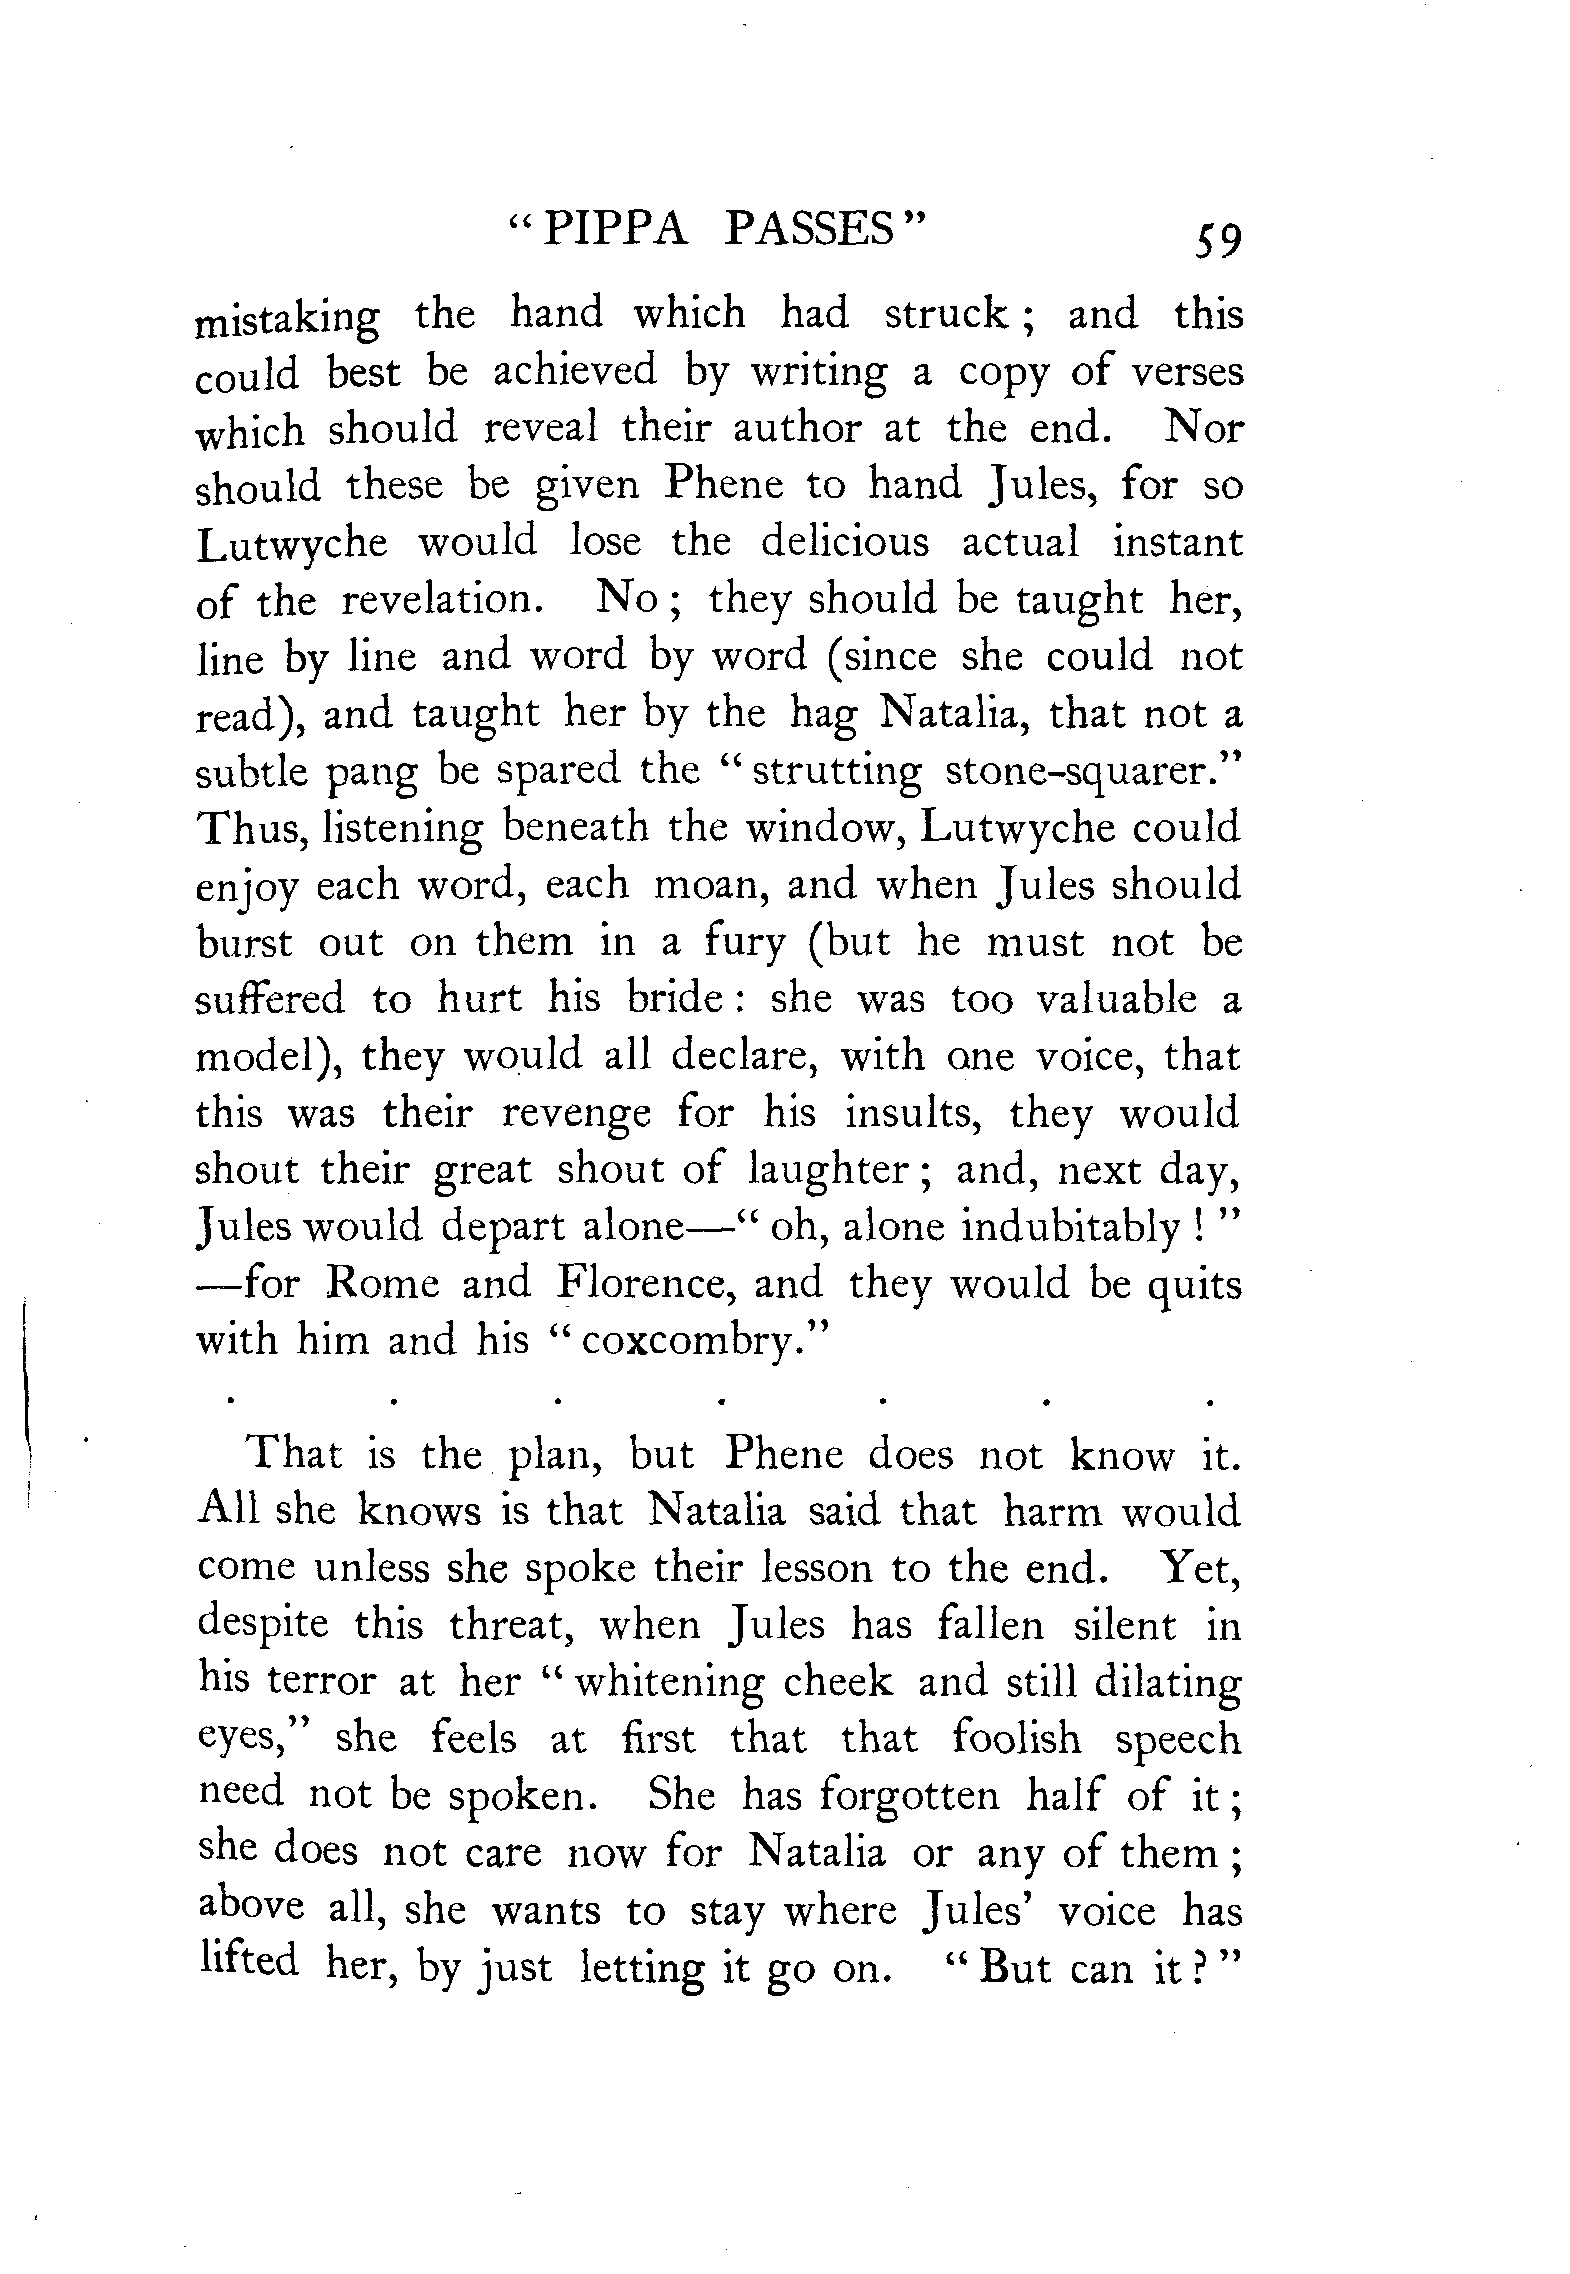 "PIPPA PASSES" 59
mistaking the hand which had struck; and this
could best be achieved by writing a copy of verses
which should reveal their author at the end. Nor
should these be given Phene to hand Jules, for so
Lutwyche would lose the delicious actual instant
of the revelation. No; they should be taught her,
line by line and word by word (since she could not
read), and taught her by the hag Natalia, that not a
subtle pang be spared the "strutting stone-squarer."
Thus, listening beneath the window, Lutwyche could
enjoy each word, each moan, and when Jules should
burst out on them in a fury (but he must not be
suffered to hurt his bride: she was too valuable a
model), they would all declare, with one voice, that
this was their revenge for his insults, they would
shout their great shout of laughter; and, next day,
Jules would depart alone—"oh, alone indubitably!"
—for Rome and Florence, and they would be quits
with him and his "coxcombry."
. . . . . . .
That is the plan, but Phene does not know it.
All she knows is that Natalia said that harm would
come unless she spoke their lesson to the end. Yet,
despite this threat, when Jules has fallen silent in
his terror at her "whitening cheek and still dilating
eyes," she feels at first that that foolish speech
need not be spoken. She has forgotten half of it;
she does not care now for Natalia or any of them;
above all, she wants to stay where Jules' voice has
lifted her, by just letting it go on. "But can it?"